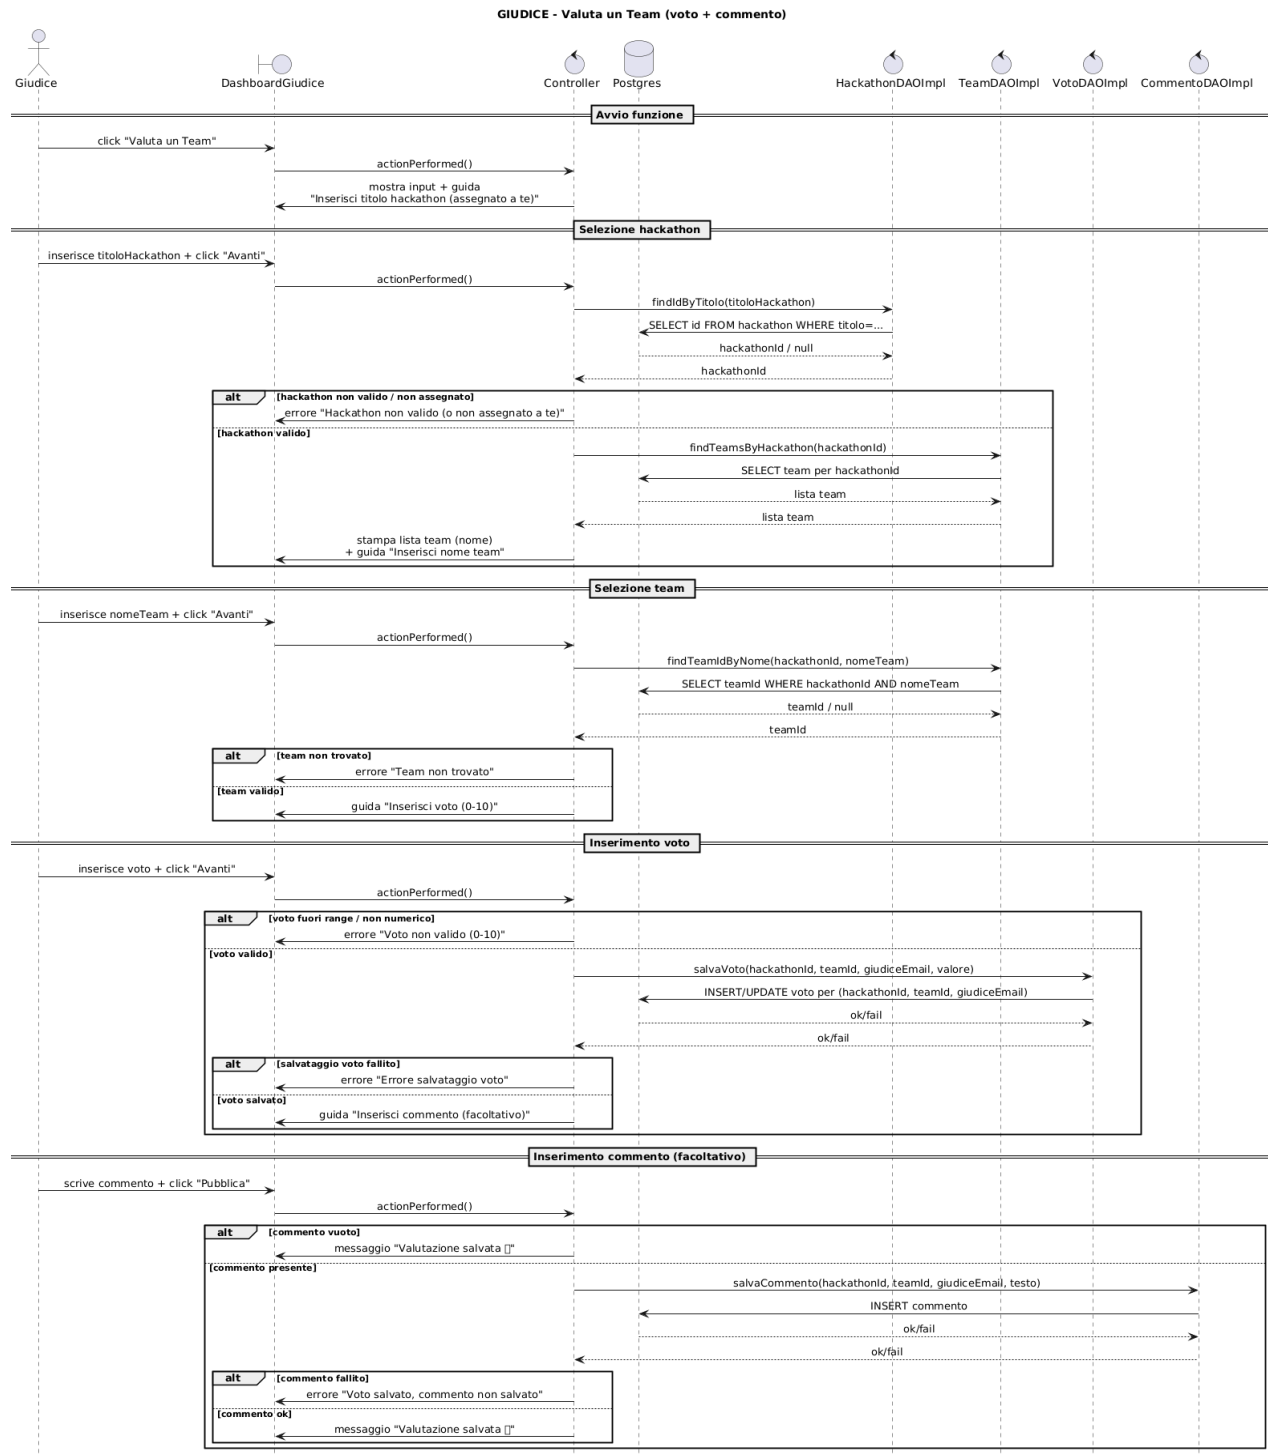 GIUDICE - Valuta un Team (voto + commento)
Giudice
DashboardGiudice
Controller
Postgres
HackathonDAOImpl
TeamDAOImpl
VotoDAOImpl
CommentoDAOImpl
Avvio funzione
click "Valuta un Team"
actionPerformed()
mostra input + guida
"Inserisci titolo hackathon (assegnato a te)"
Selezione hackathon
inserisce titoloHackathon + click "Avanti"
actionPerformed()
findIdByTitolo(titoloHackathon)
SELECT id FROM hackathon WHERE titolo=...
hackathonId / null
hackathonId
alt [hackathon non valido / non assegnato]
errore "Hackathon non valido (o non assegnato a te)"
[hackathon valido]
findTeamsByHackathon(hackathonId)
SELECT team per hackathonId
lista team
lista team
stampa lista team (nome)
+ guida "Inserisci nome team"
Selezione team
inserisce nomeTeam + click "Avanti"
actionPerformed()
findTeamIdByNome(hackathonId, nomeTeam)
SELECT teamId WHERE hackathonId AND nomeTeam
teamId / null
teamId
alt [team non trovato]
errore "Team non trovato"
[team valido]
guida "Inserisci voto (0-10)"
Inserimento voto
inserisce voto + click "Avanti"
actionPerformed()
alt [voto fuori range / non numerico]
errore "Voto non valido (0-10)"
[voto valido]
salvaVoto(hackathonId, teamId, giudiceEmail, valore)
INSERT/UPDATE voto per (hackathonId, teamId, giudiceEmail)
ok/fail
ok/fail
alt [salvataggio voto fallito]
errore "Errore salvataggio voto"
[voto salvato]
guida "Inserisci commento (facoltativo)"
Inserimento commento (facoltativo)
scrive commento + click "Pubblica"
actionPerformed()
alt [commento vuoto]
messaggio "Valutazione salvata ▯"
[commento presente]
salvaCommento(hackathonId, teamId, giudiceEmail, testo)
INSERT commento
ok/fail
ok/fail
alt [commento fallito]
errore "Voto salvato, commento non salvato"
[commento ok]
messaggio "Valutazione salvata ▯"